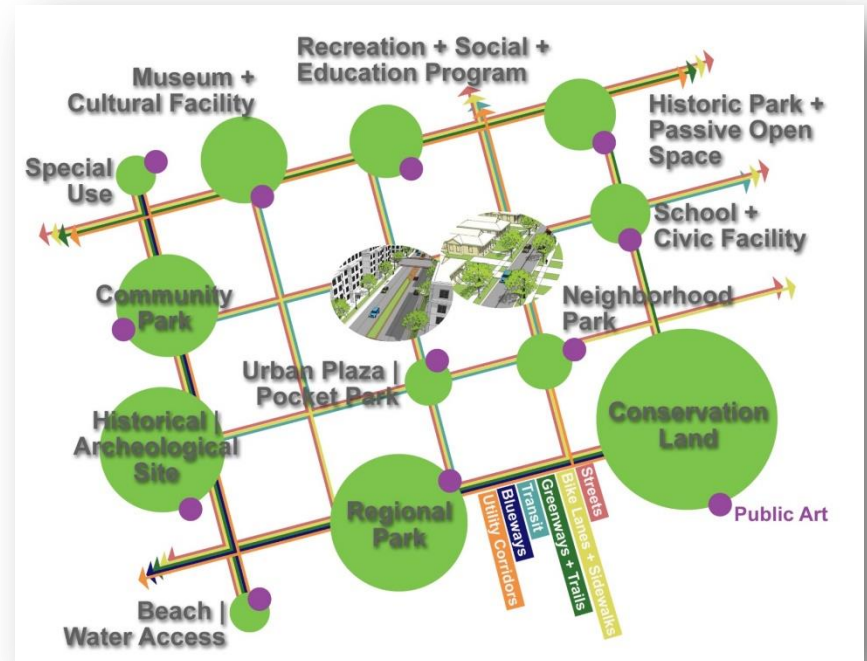 Recreation + Social +
Education Program
Museum +
Cultural Facility
Historic Park +
Passive Open
Space
Special
Use
School +
Civic Facility
Community
Park
Neighborhood
Park
Urban Plaza |
Pocket Park
Historical |
Archeological
Site
Conservation
Land
Regional
Park
Streets
Bike Lanes + Sidewalks
Greenways + Trails
Transit
Blueways
Utility Corridors
Public Art
Beach |
Water Access